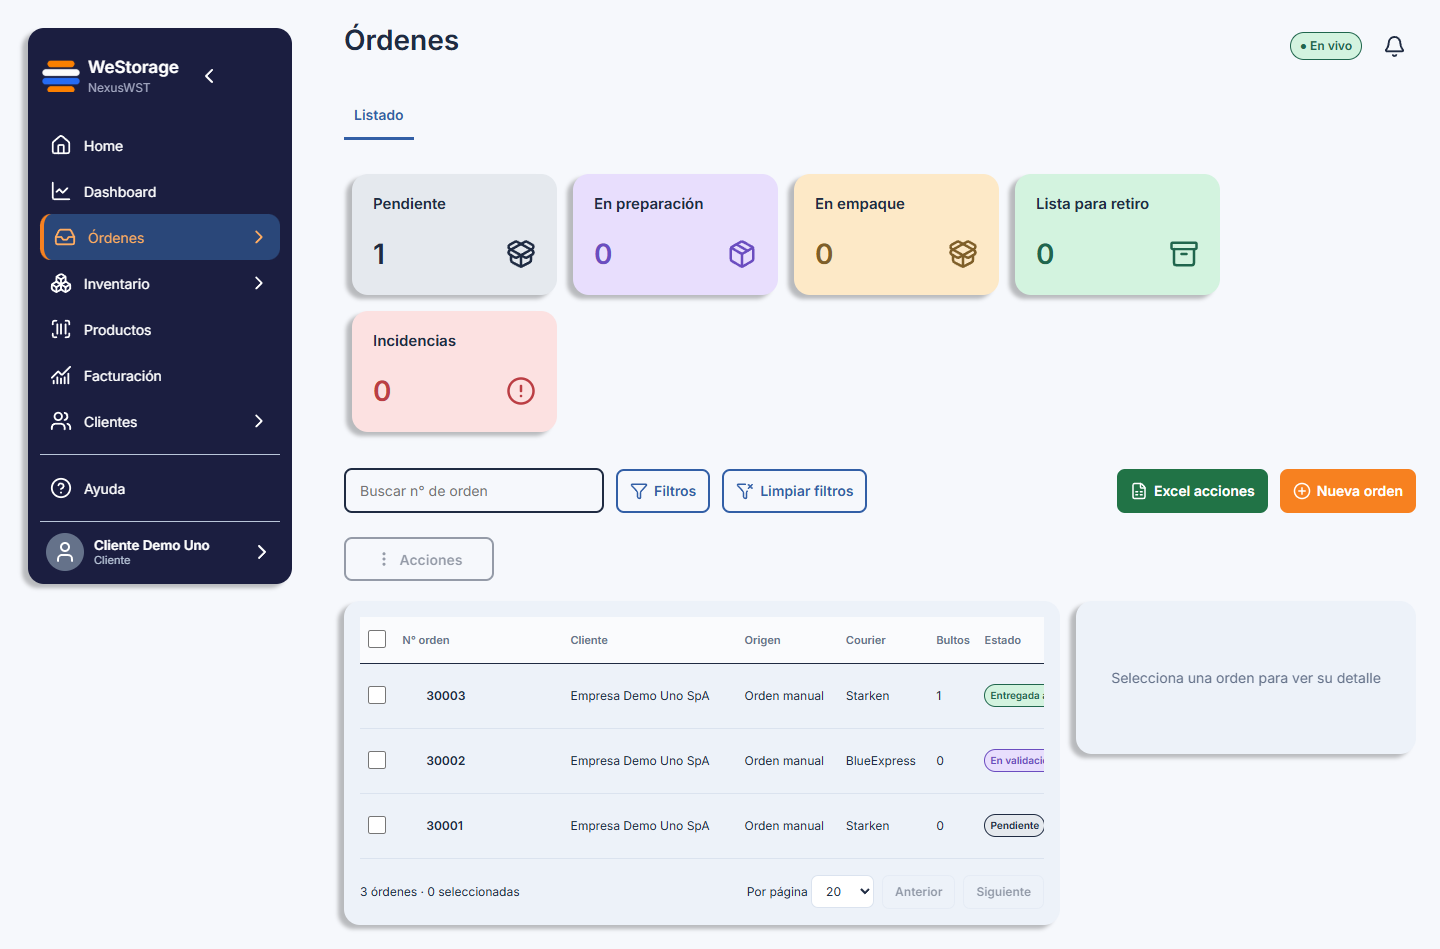 WeStorage
NexusWST
Home
Dashboard
Órdenes
Inventario
Productos
Facturación
Clientes
Ayuda
Cliente Demo Uno
Cliente
Órdenes
• En vivo
Listado
Pendiente
1
En preparación
0
En empaque
0
Lista para retiro
0
Incidencias
0
Buscar n° de orden
Filtros
Limpiar filtros
Excel acciones
Nueva orden
Acciones
N° orden Cliente Origen Courier Bultos Estado
30003 Empresa Demo Uno SpA Orden manual Starken 1 Entregada
30002 Empresa Demo Uno SpA Orden manual BlueExpress 0 En validaci
30001 Empresa Demo Uno SpA Orden manual Starken 0 Pendiente
3 órdenes · 0 seleccionadas Por página 20 Anterior Siguiente
Selecciona una orden para ver su detalle